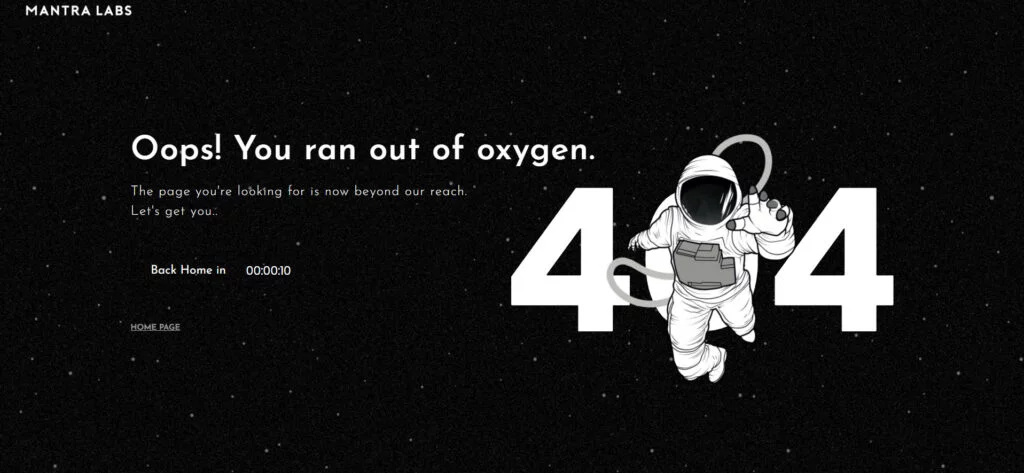 MANTRA LABS
Oops! You ran out of oxygen.
The page you're looking for is now beyond our reach.
Let's get you..
Back Home in 00:00:10
HOME PAGE
404